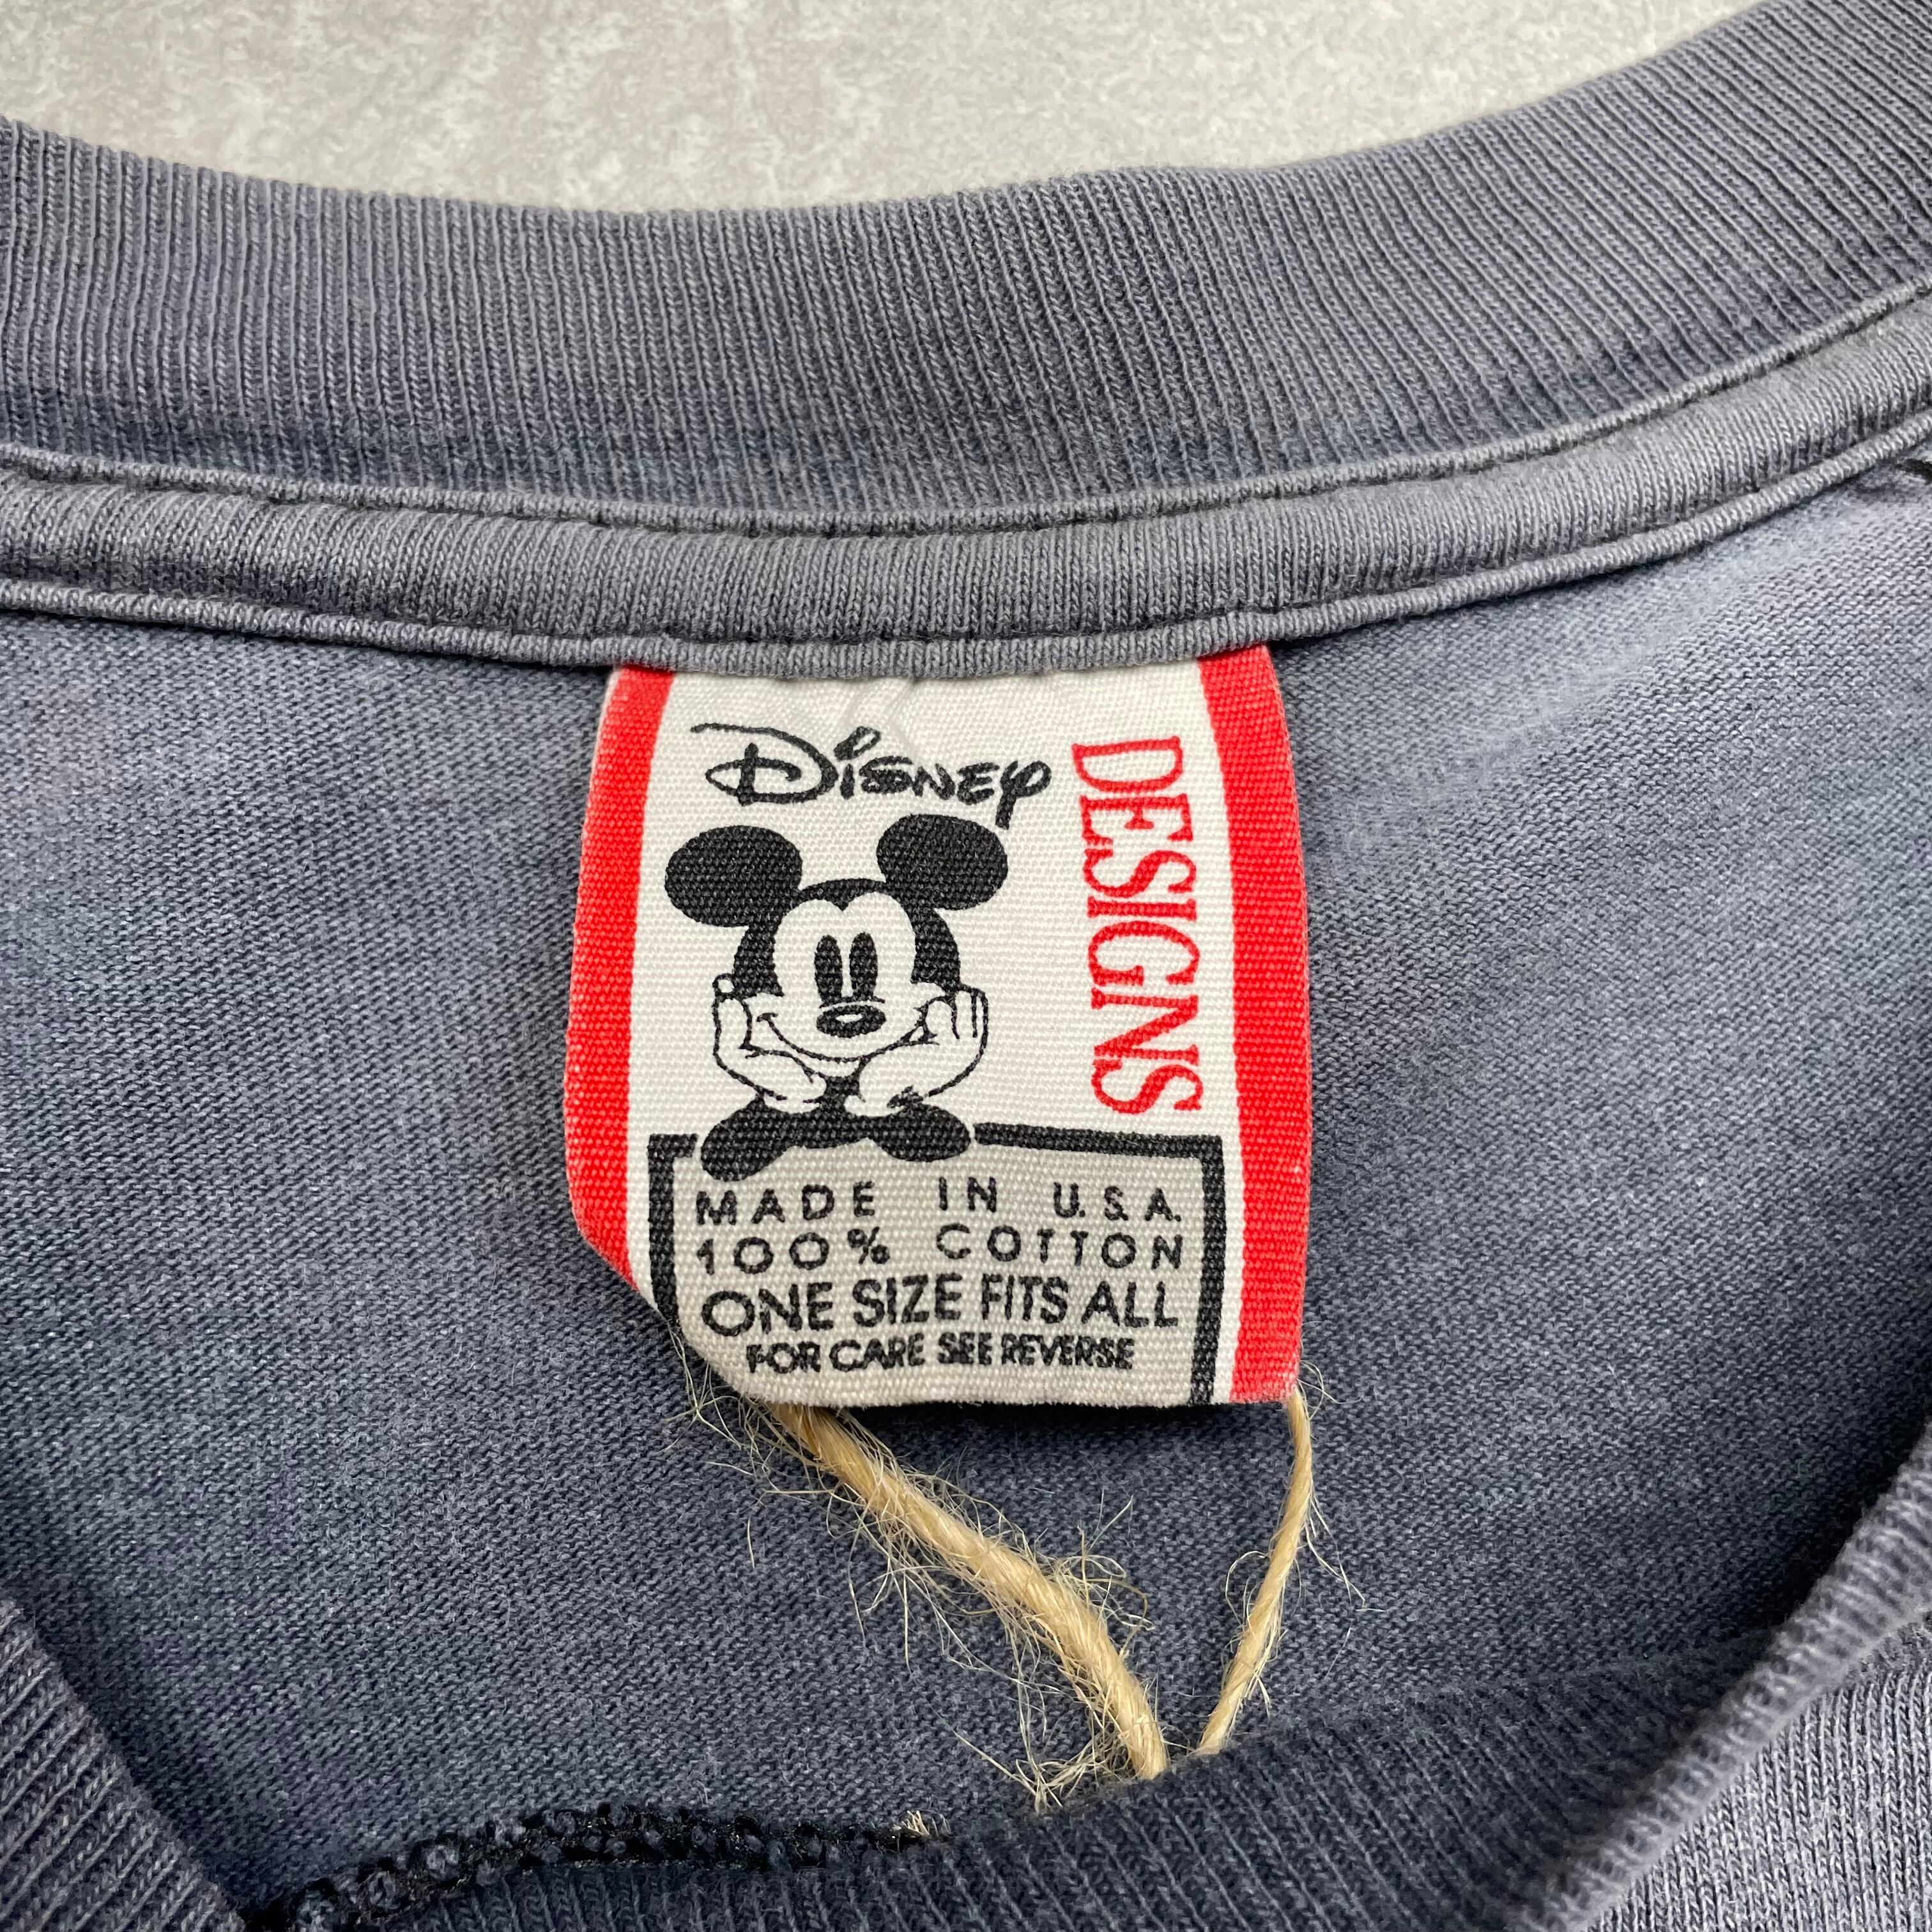 Disney
DESIGNS
MADE IN U.S.A.
100% COTTON
ONE SIZE FITS ALL
FOR CARE SEE REVERSE